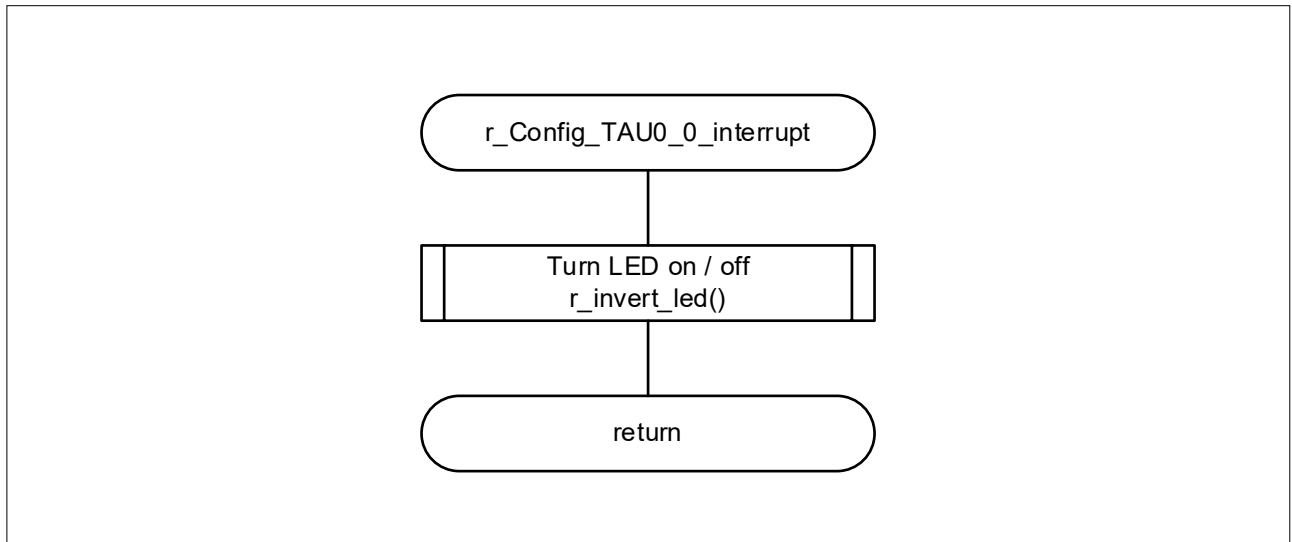 r_Config_TAU0_0_interrupt
Turn LED on / off
r_invert_led()
return